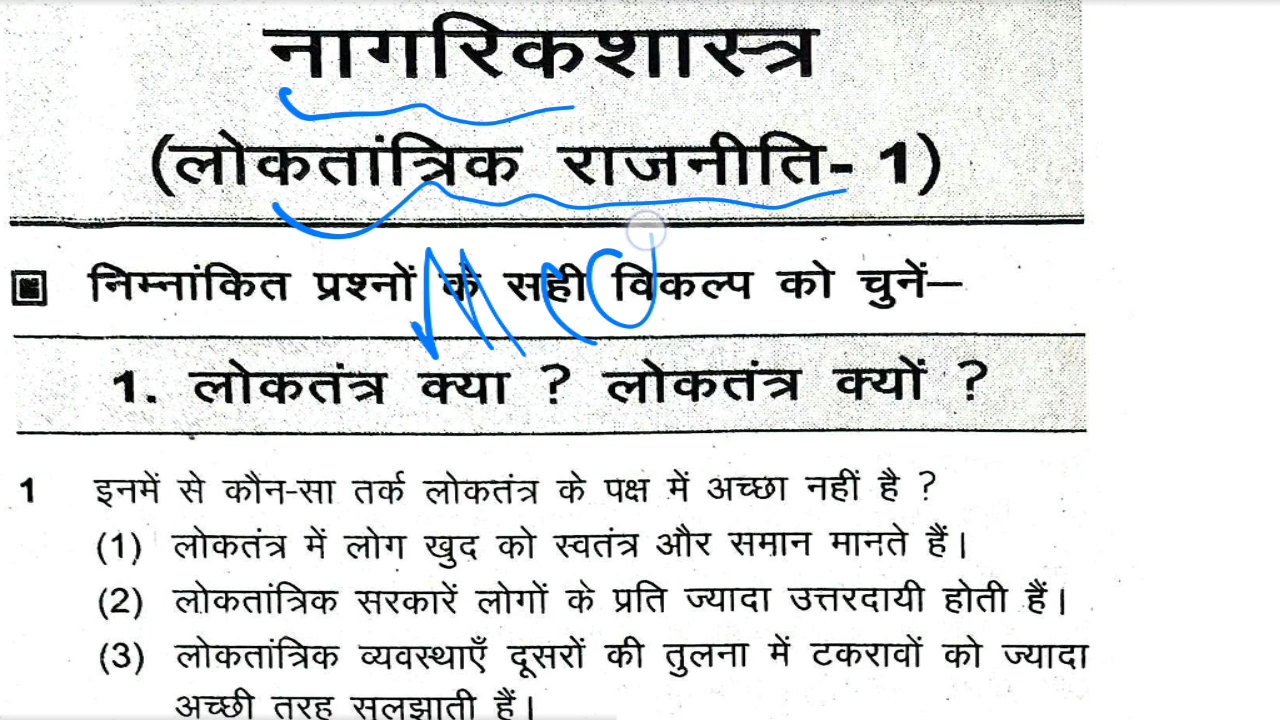 नागरिकशास्त्र
(लोकतांत्रिक राजनीति- 1)
निम्नांकित प्रश्नों के सही विकल्प को चुनें–
MCQ
1. लोकतंत्र क्या ? लोकतंत्र क्यों ?
1 इनमें से कौन-सा तर्क लोकतंत्र के पक्ष में अच्छा नहीं है ?
(1) लोकतंत्र में लोग खुद को स्वतंत्र और समान मानते हैं।
(2) लोकतांत्रिक सरकारें लोगों के प्रति ज्यादा उत्तरदायी होती हैं।
(3) लोकतांत्रिक व्यवस्थाएँ दूसरों की तुलना में टकरावों को ज्यादा
अच्छी तरह सुलझाती हैं।